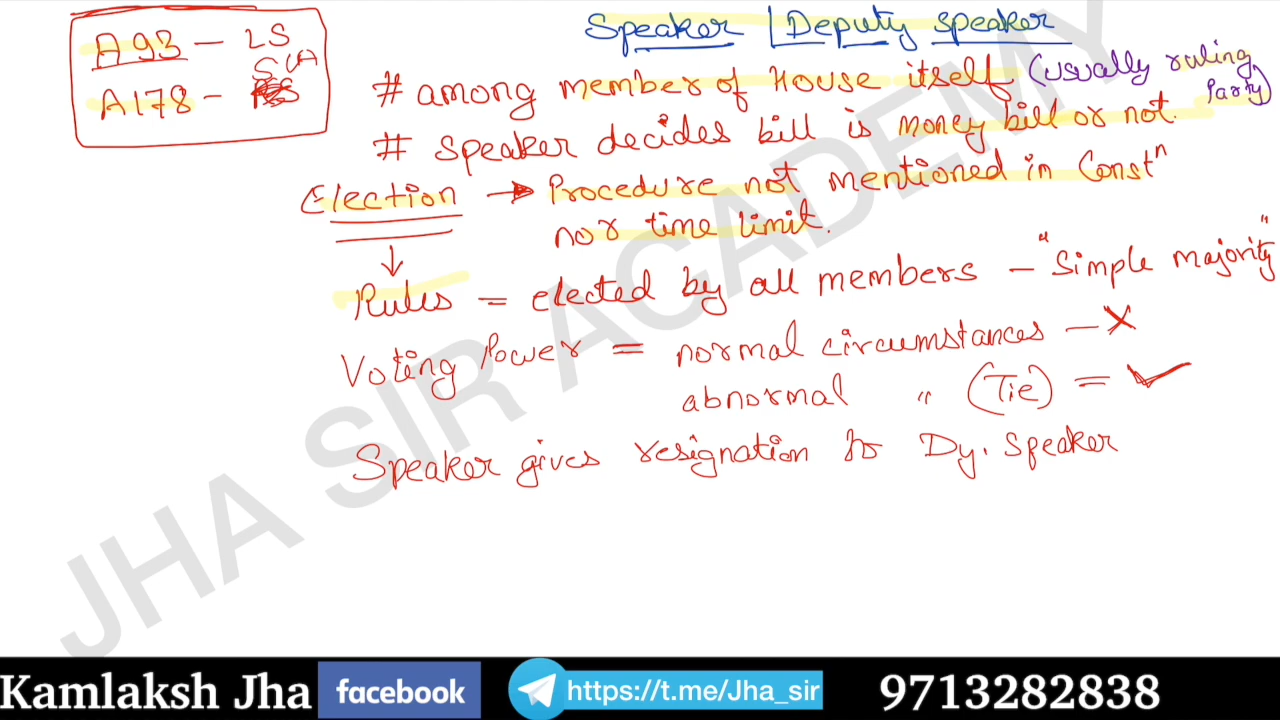 Speaker | Deputy speaker
A 93 - LS
A178 - SLA
# among member of House itself (usually ruling Party)
# speaker decides bill is money bill or not.
Election → Procedure not mentioned in Constⁿ
nor time limit.
↓
Rules = elected by all members - "Simple majority"
Voting Power = normal circumstances - ✗
abnormal " (Tie) = ✓
Speaker gives resignation to Dy. Speaker
JHA SIR ACADEMY
Kamlaksh Jha facebook https://t.me/Jha_sir 9713282838